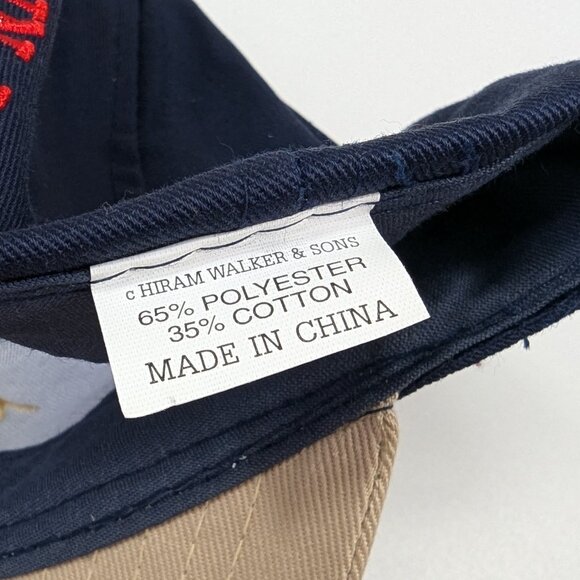 c HIRAM WALKER & SONS
65% POLYESTER
35% COTTON
MADE IN CHINA